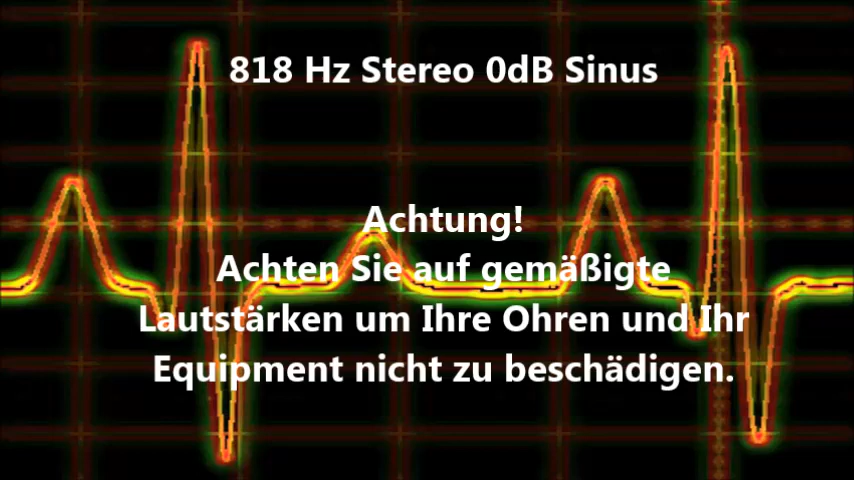 818 Hz Stereo 0dB Sinus
Achtung!
Achten Sie auf gemäßigte
Lautstärken um Ihre Ohren und Ihr
Equipment nicht zu beschädigen.